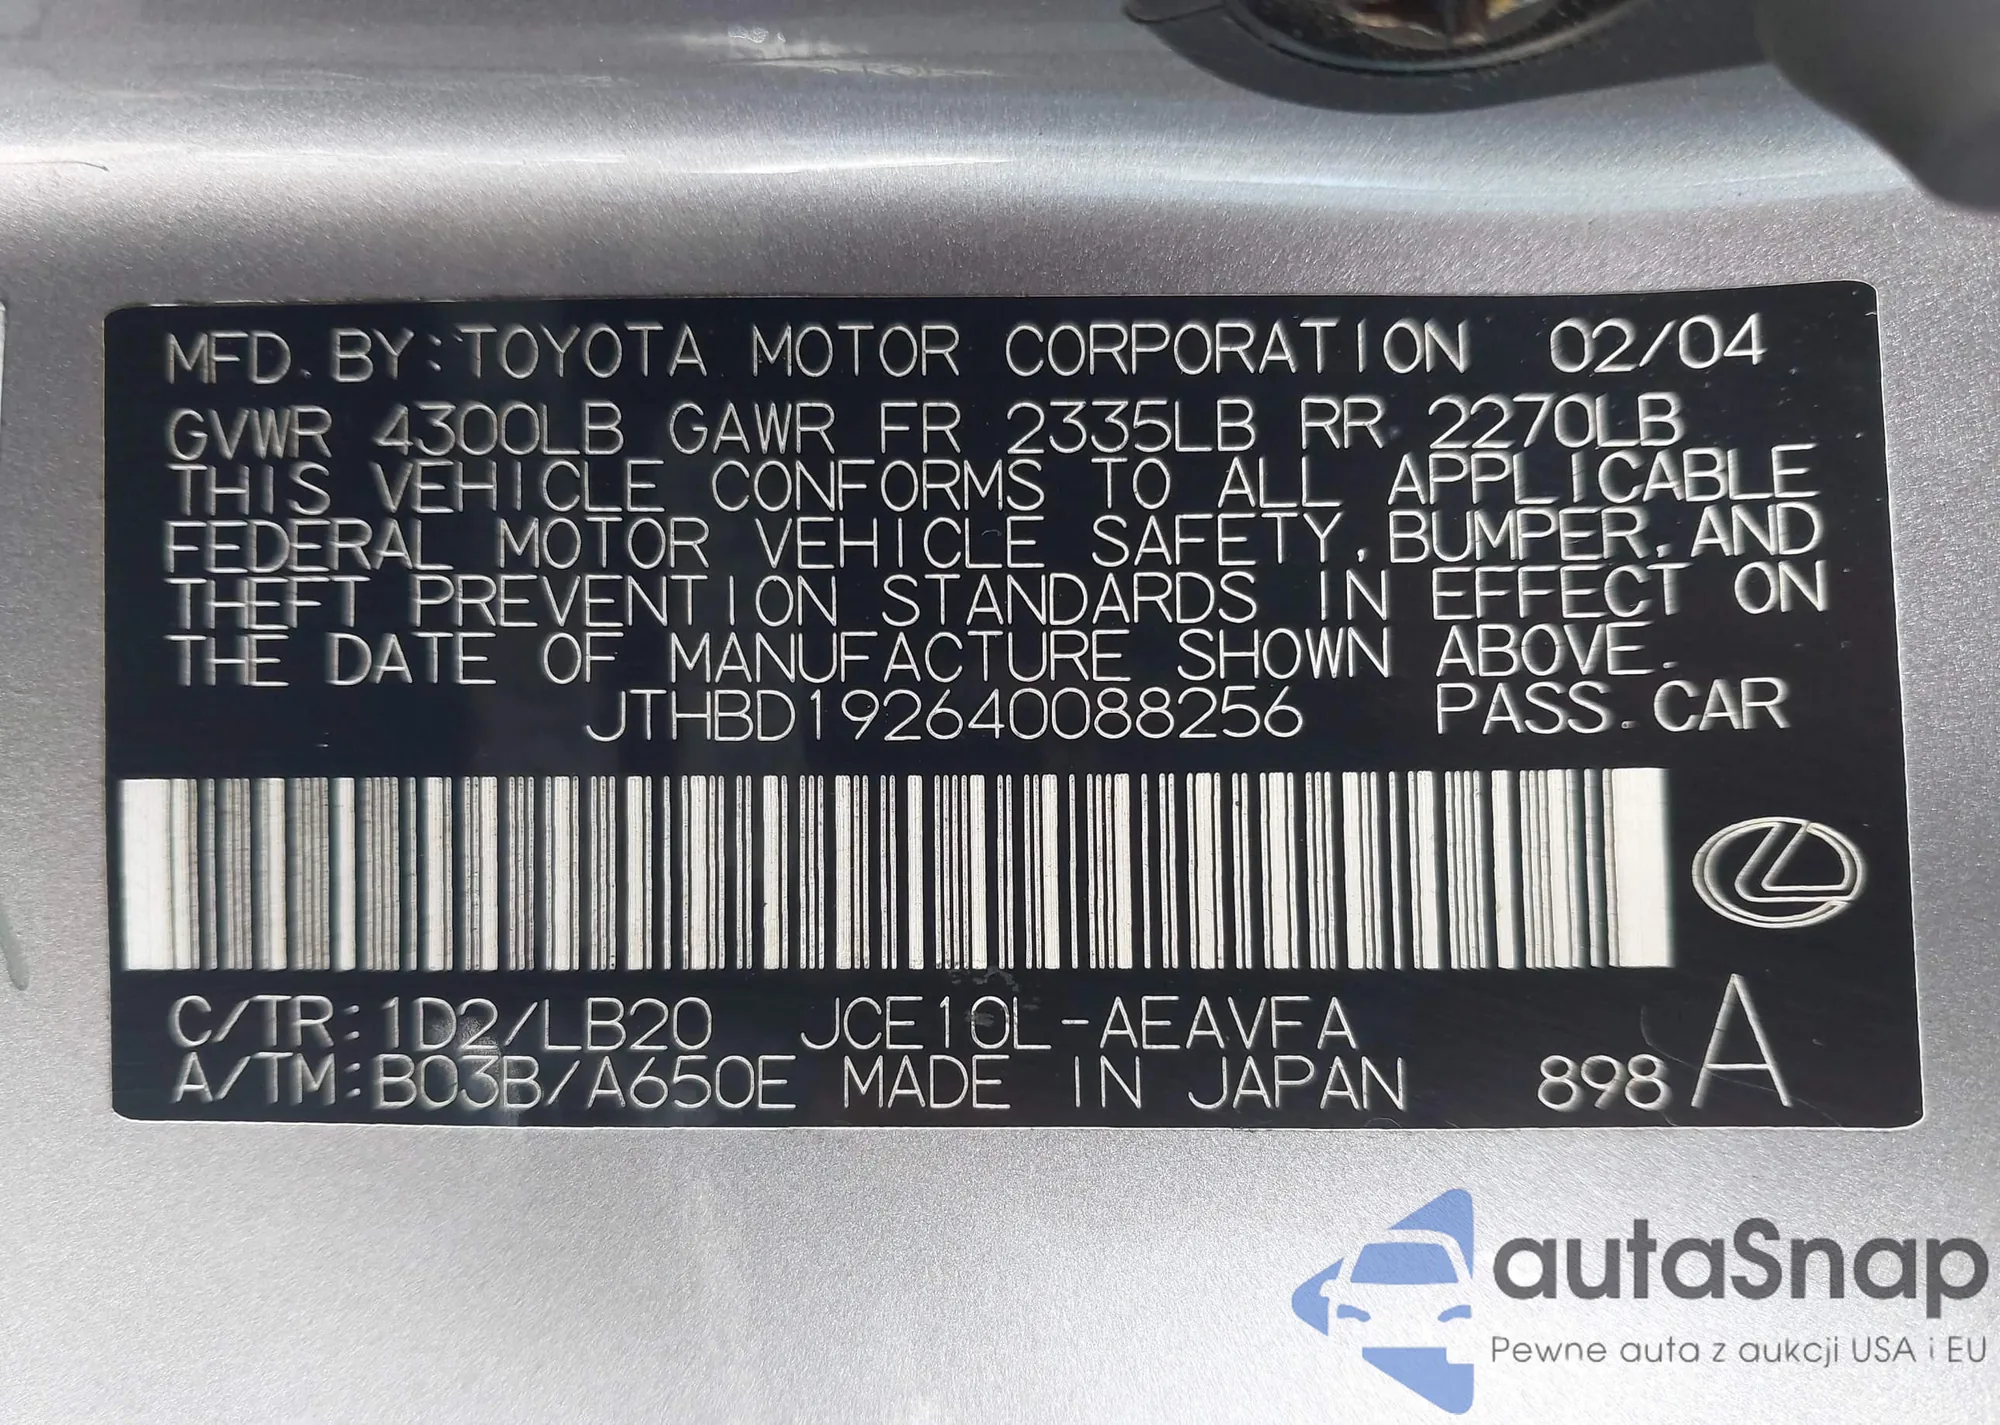 MFD. BY: TOYOTA MOTOR CORPORATION 02/04
GVWR 4300LB GAWR FR 2335LB RR 2270LB
THIS VEHICLE CONFORMS TO ALL APPLICABLE
FEDERAL MOTOR VEHICLE SAFETY, BUMPER, AND
THEFT PREVENTION STANDARDS IN EFFECT ON
THE DATE OF MANUFACTURE SHOWN ABOVE.
JTHBD192640088256 PASS. CAR
C/TR: 1D2/LB20 JCE10L-AEAVFA
A/TM: B03B/A650E MADE IN JAPAN 898 A
autaSnap
Pewne auta z aukcji USA i EU